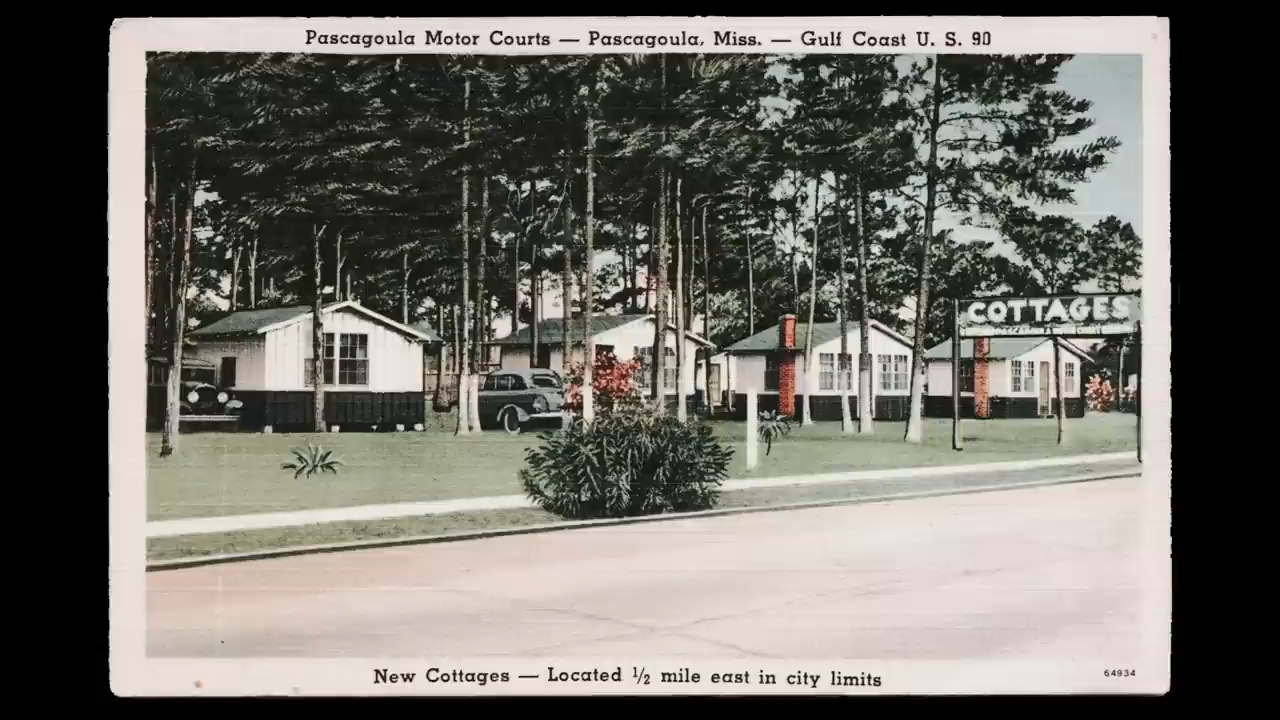 Pascagoula Motor Courts — Pascagoula, Miss. — Gulf Coast U. S. 90
COTTAGES
New Cottages — Located ½ mile east in city limits
64934